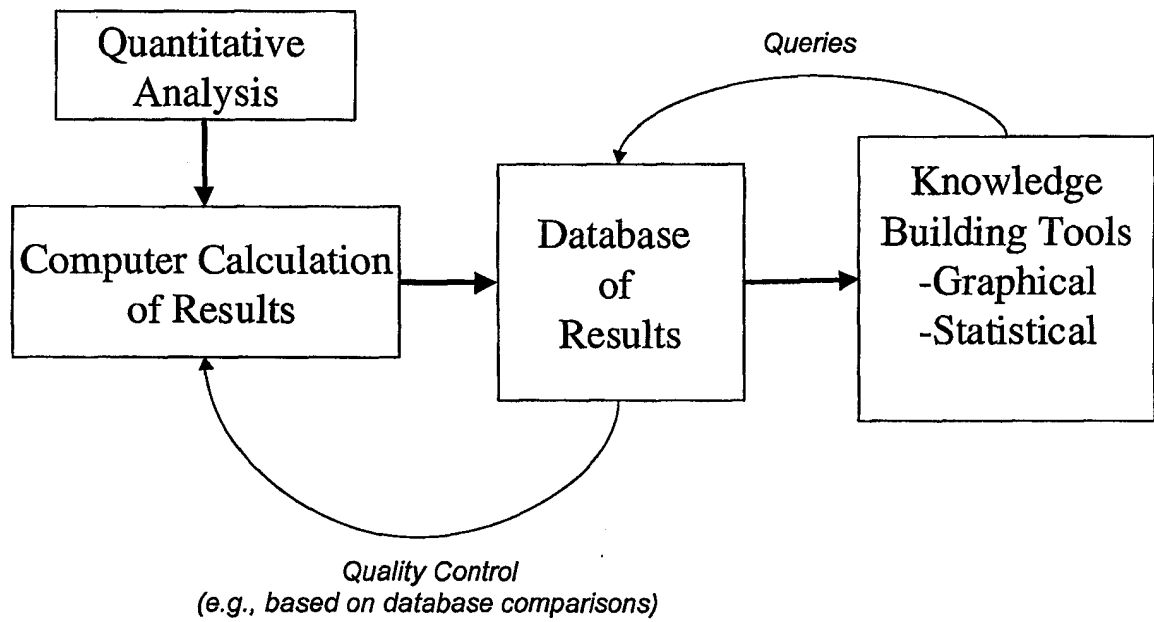 Quantitative
Analysis
Queries
Computer Calculation
of Results
Database
of
Results
Knowledge
Building Tools
-Graphical
-Statistical
Quality Control
(e.g., based on database comparisons)